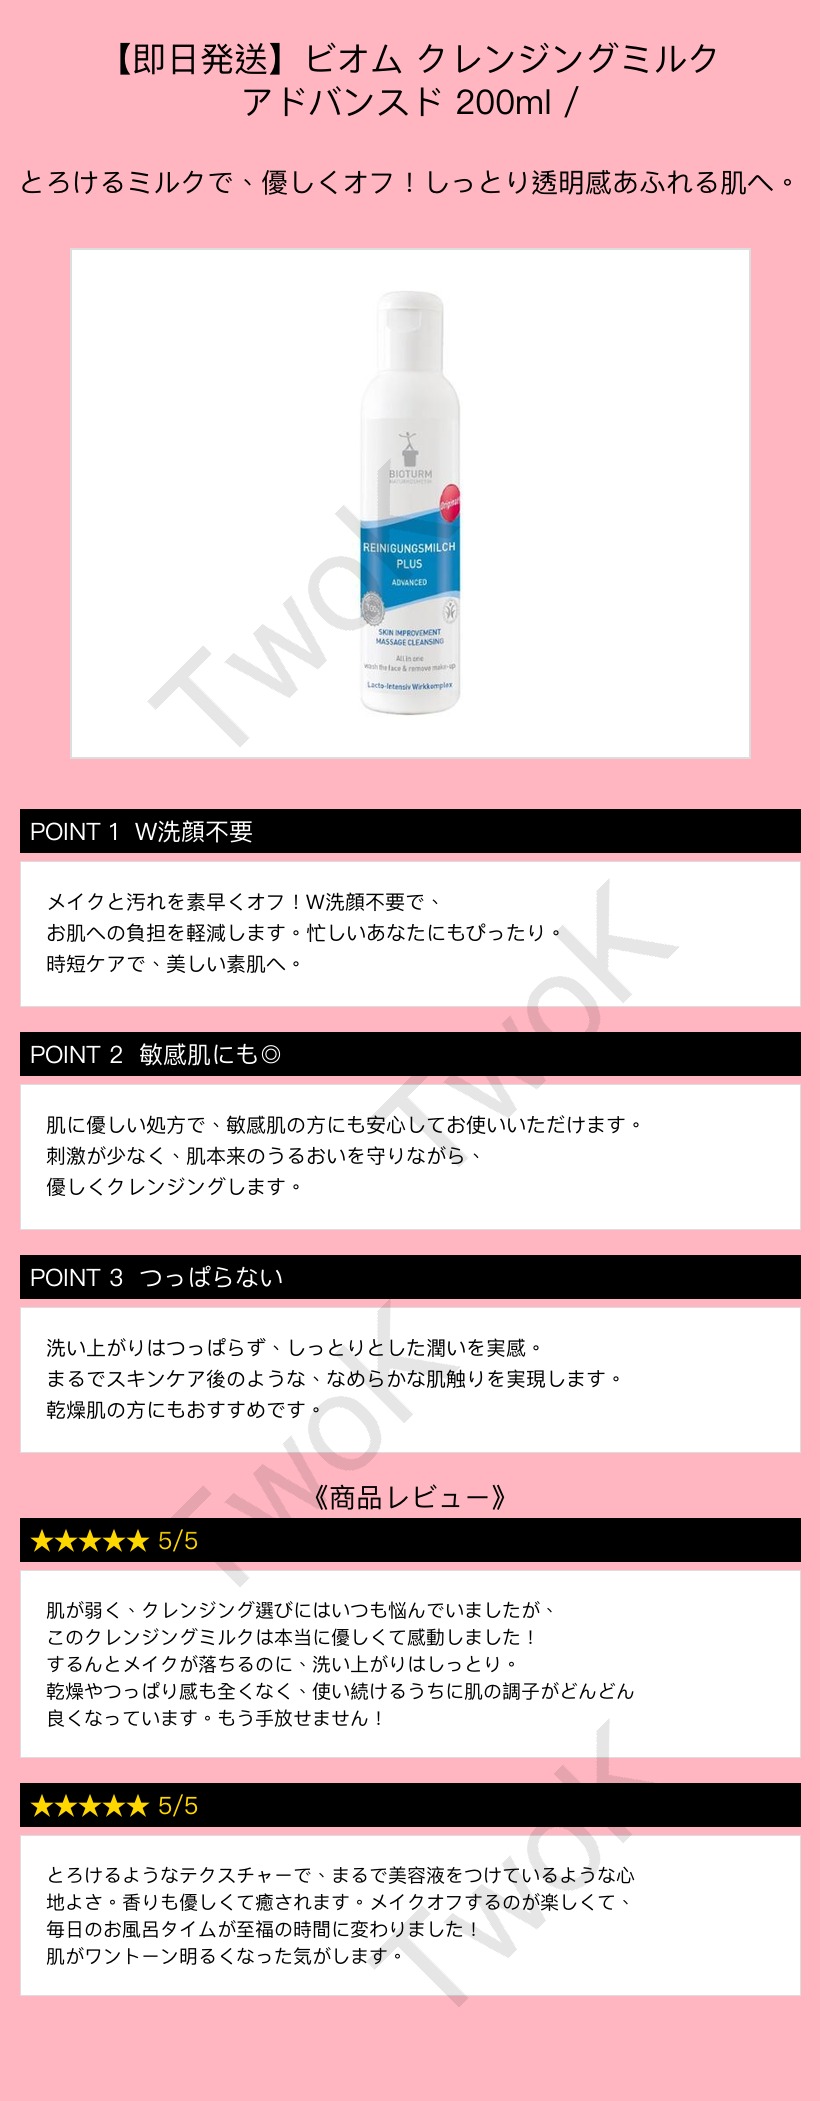 【即日発送】ビオム クレンジングミルク
アドバンスド 200ml /
とろけるミルクで、優しくオフ！しっとり透明感あふれる肌へ。
BIOTURM
NATURKOSMETIK
Original
REINIGUNGSMILCH
PLUS
ADVANCED
SKIN IMPROVEMENT
MASSAGE CLEANSING
All in one
wash the face & remove make-up
Lacto-Intensiv Wirkkomplex
TwoK
POINT 1 W洗顔不要
メイクと汚れを素早くオフ！W洗顔不要で、
お肌への負担を軽減します。忙しいあなたにもぴったり。
時短ケアで、美しい素肌へ。
TwoK
POINT 2 敏感肌にも◎
肌に優しい処方で、敏感肌の方にも安心してお使いいただけます。
刺激が少なく、肌本来のうるおいを守りながら、
優しくクレンジングします。
POINT 3 つっぱらない
洗い上がりはつっぱらず、しっとりとした潤いを実感。
まるでスキンケア後のような、なめらかな肌触りを実現します。
乾燥肌の方にもおすすめです。
TwoK
《商品レビュー》
★★★★★ 5/5
肌が弱く、クレンジング選びにはいつも悩んでいましたが、
このクレンジングミルクは本当に優しくて感動しました！
するんとメイクが落ちるのに、洗い上がりはしっとり。
乾燥やつっぱり感も全くなく、使い続けるうちに肌の調子がどんどん
良くなっています。もう手放せません！
★★★★★ 5/5
とろけるようなテクスチャーで、まるで美容液をつけているような心
地よさ。香りも優しくて癒されます。メイクオフするのが楽しくて、
毎日のお風呂タイムが至福の時間に変わりました！
肌がワントーン明るくなった気がします。
TwoK